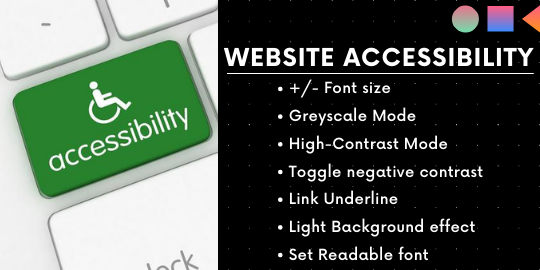 accessibility
lock
WEBSITE ACCESSIBILITY
+/- Font size
Greyscale Mode
High-Contrast Mode
Toggle negative contrast
Link Underline
Light Background effect
Set Readable font